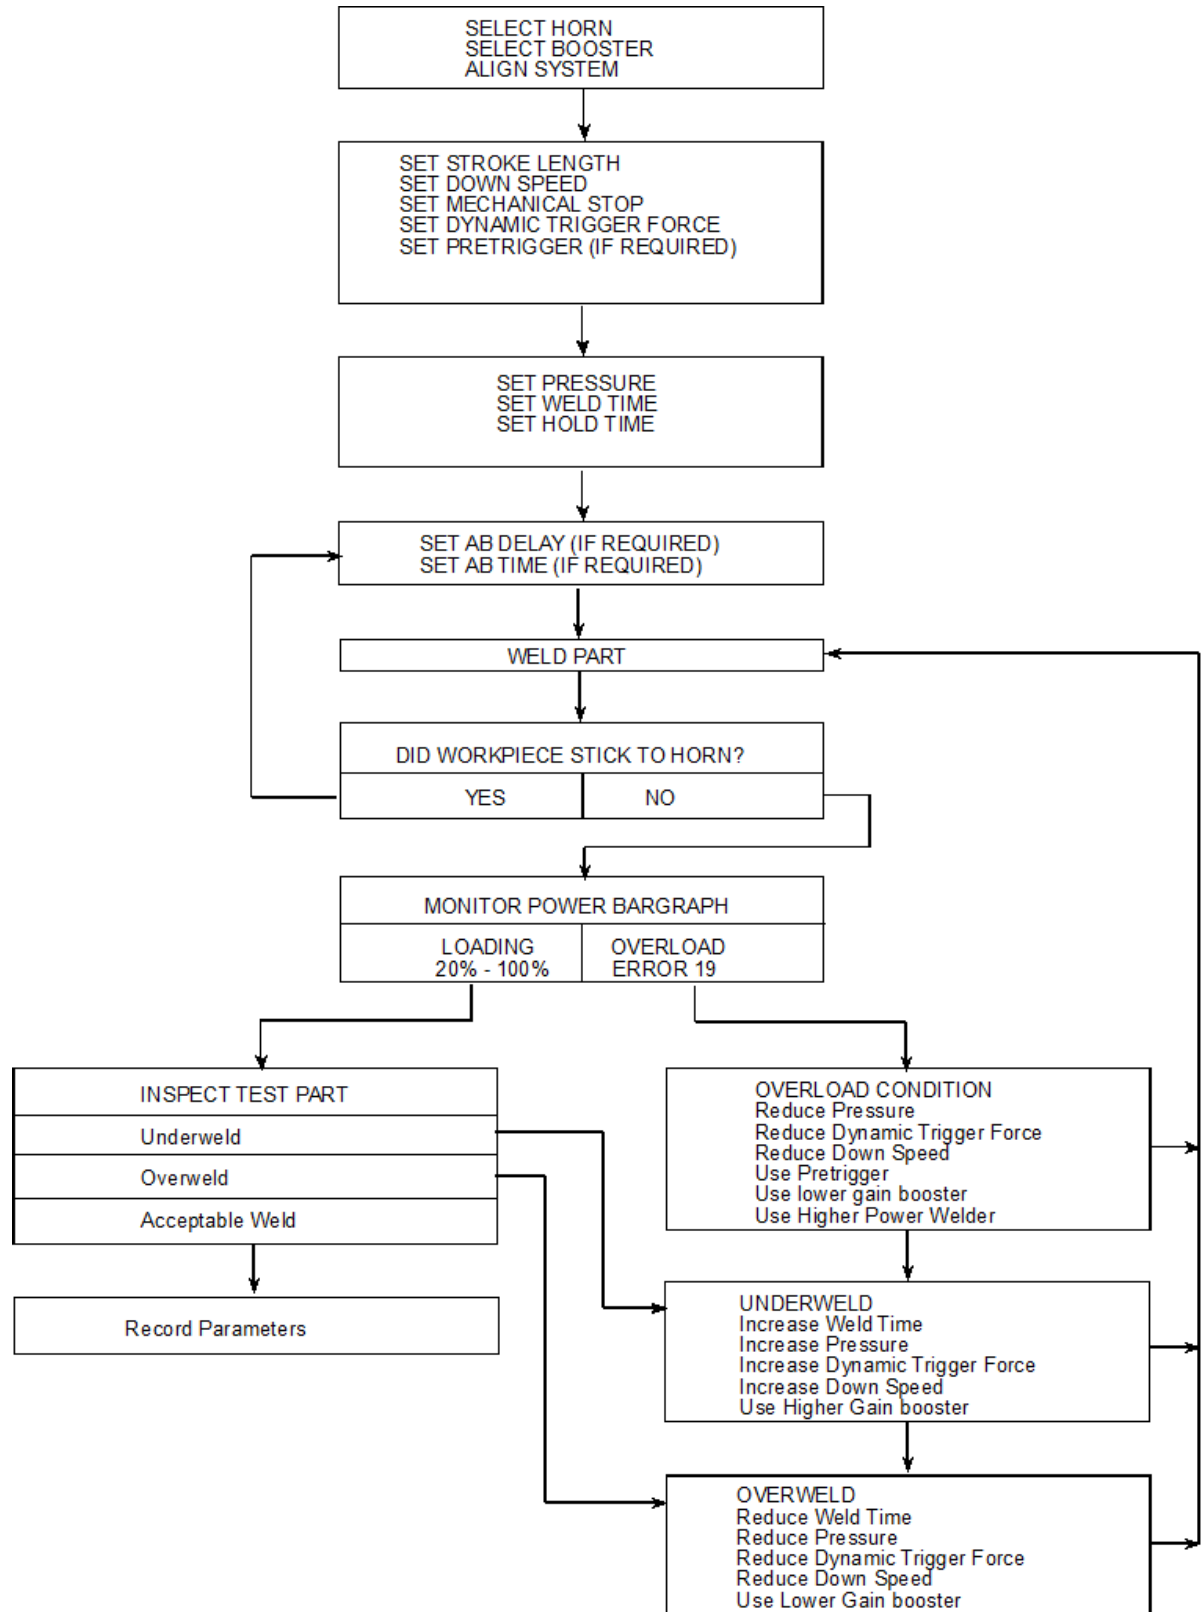 SELECT HORN
SELECT BOOSTER
ALIGN SYSTEM
SET STROKE LENGTH
SET DOWN SPEED
SET MECHANICAL STOP
SET DYNAMIC TRIGGER FORCE
SET PRETRIGGER (IF REQUIRED)
SET PRESSURE
SET WELD TIME
SET HOLD TIME
SET AB DELAY (IF REQUIRED)
SET AB TIME (IF REQUIRED)
WELD PART
DID WORKPIECE STICK TO HORN?
YES
NO
MONITOR POWER BARGRAPH
LOADING
20% - 100%
OVERLOAD
ERROR 19
INSPECT TEST PART
Underweld
Overweld
Acceptable Weld
Record Parameters
OVERLOAD CONDITION
Reduce Pressure
Reduce Dynamic Trigger Force
Reduce Down Speed
Use Pretrigger
Use lower gain booster
Use Higher Power Welder
UNDERWELD
Increase Weld Time
Increase Pressure
Increase Dynamic Trigger Force
Increase Down Speed
Use Higher Gain booster
OVERWELD
Reduce Weld Time
Reduce Pressure
Reduce Dynamic Trigger Force
Reduce Down Speed
Use Lower Gain booster